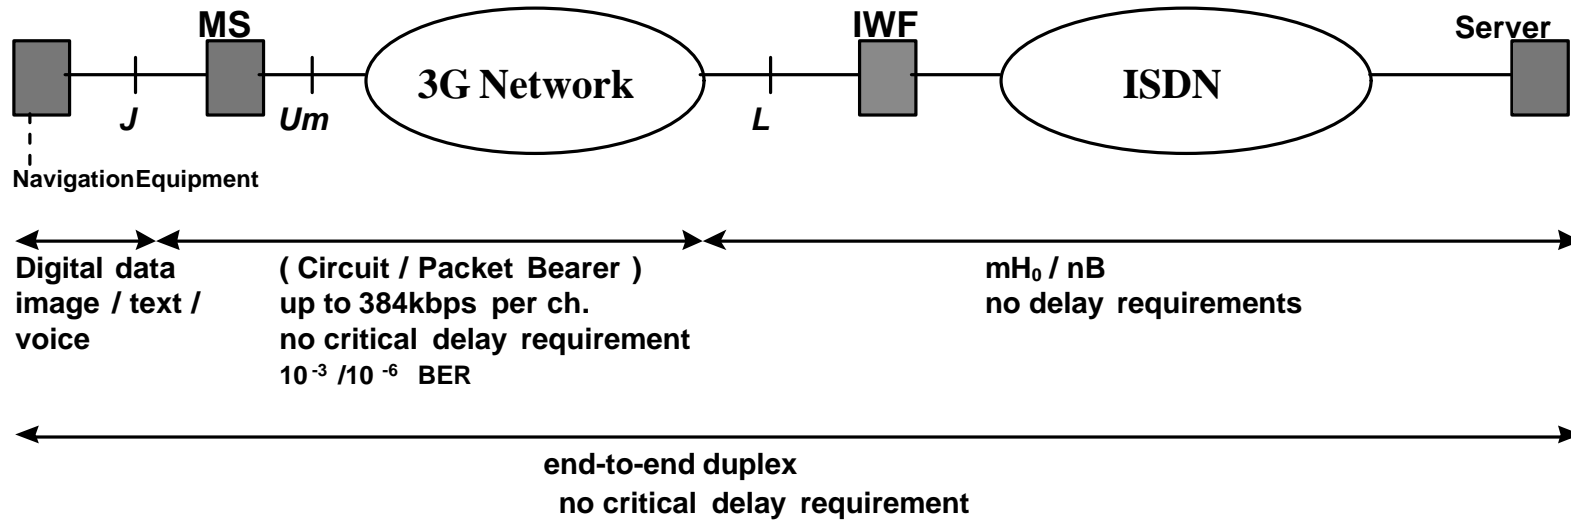 MS
IWF
Server
3G Network
ISDN
J
Um
L
NavigationEquipment
Digital data
image / text /
voice
( Circuit / Packet Bearer )
up to 384kbps per ch.
no critical delay requirement
10 -3 /10 -6 BER
mH₀ / nB
no delay requirements
end-to-end duplex
no critical delay requirement